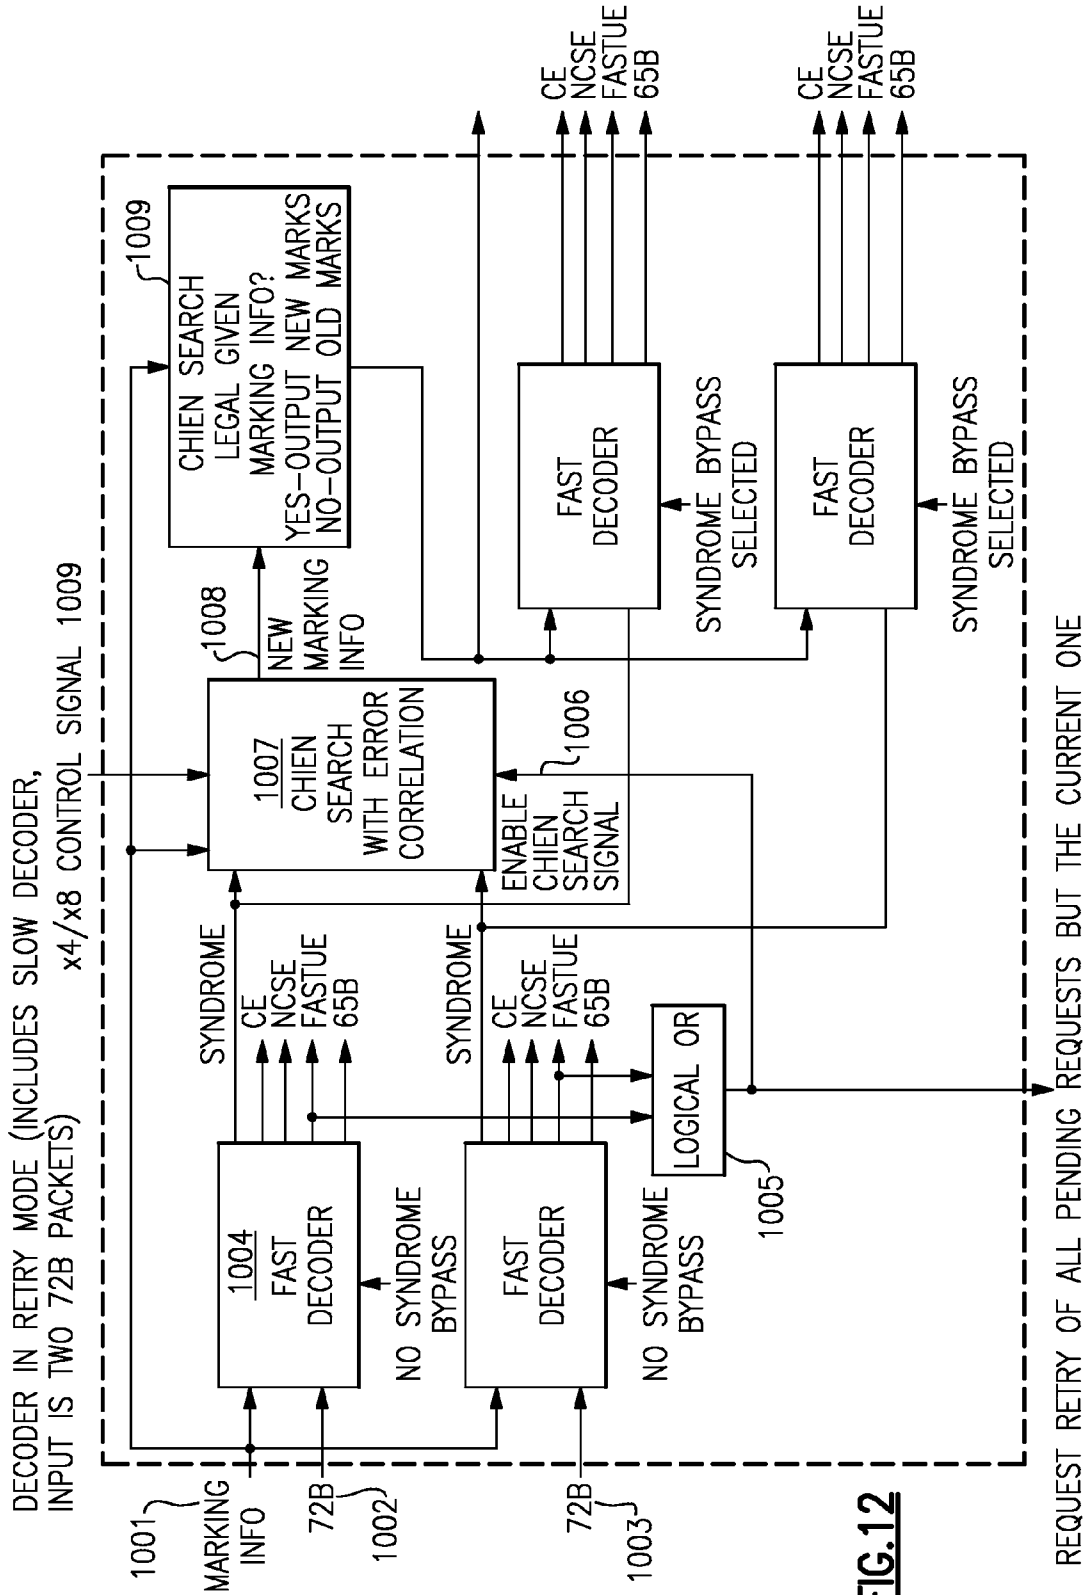 DECODER IN RETRY MODE (INCLUDES SLOW DECODER,
INPUT IS TWO 72B PACKETS)
x4/x8 CONTROL SIGNAL 1009
1001
MARKING
INFO
72B
1002
72B
1003
1004
FAST
DECODER
NO SYNDROME
BYPASS
SYNDROME
CE
NCSE
FASTUE
65B
FAST
DECODER
NO SYNDROME
BYPASS
SYNDROME
CE
NCSE
FASTUE
65B
LOGICAL OR
1005
1007
CHIEN
SEARCH
WITH ERROR
CORRELATION
ENABLE
CHIEN
SEARCH
SIGNAL
1006
1008
NEW
MARKING
INFO
1009
CHIEN SEARCH
LEGAL GIVEN
MARKING INFO?
YES-OUTPUT NEW MARKS
NO-OUTPUT OLD MARKS
FAST
DECODER
SYNDROME BYPASS
SELECTED
CE
NCSE
FASTUE
65B
FAST
DECODER
SYNDROME BYPASS
SELECTED
CE
NCSE
FASTUE
65B
REQUEST RETRY OF ALL PENDING REQUESTS BUT THE CURRENT ONE
FIG.12